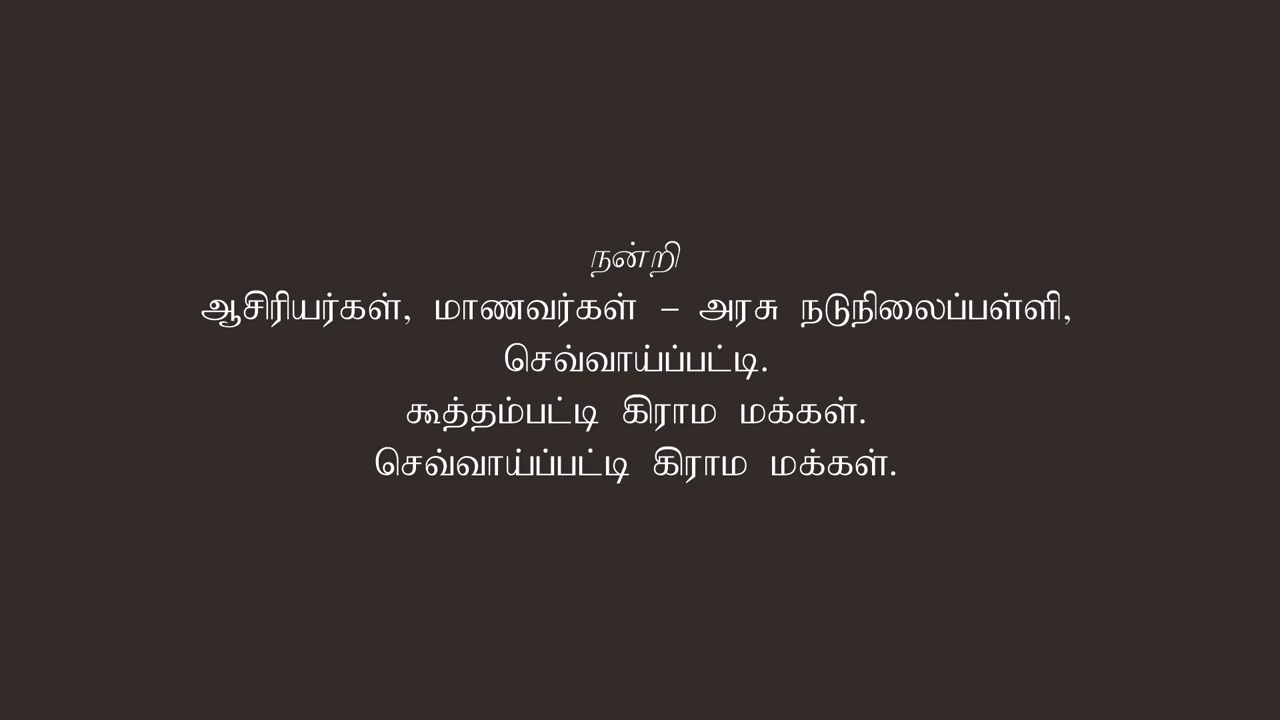 நன்றி
ஆசிரியர்கள், மாணவர்கள் – அரசு நடுநிலைப்பள்ளி,
செவ்வாய்ப்பட்டி.
கூத்தம்பட்டி கிராம மக்கள்.
செவ்வாய்ப்பட்டி கிராம மக்கள்.